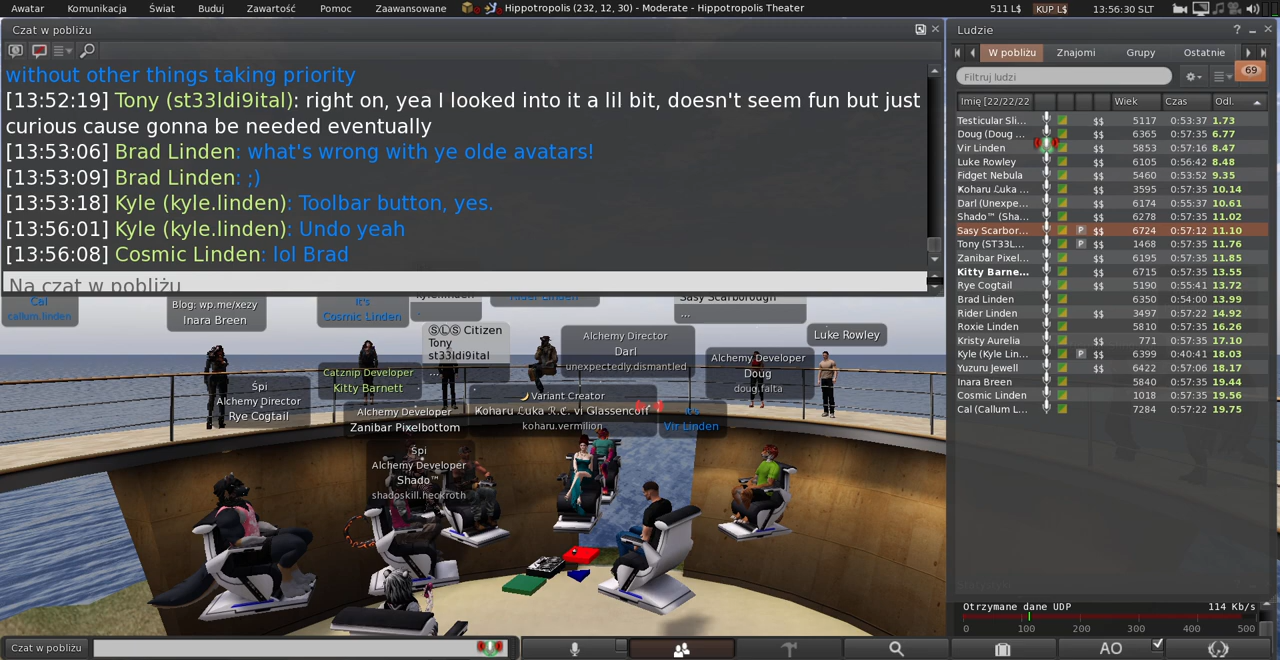 Awatar Komunikacja Świat Buduj Zawartość Pomoc Zaawansowane Hippotropolis (232, 12, 30) - Moderate - Hippotropolis Theater 511 L$ KUP L$ 13:56:30 SLT
Czat w pobliżu
without other things taking priority
[13:52:19] Tony (st33ldi9ital): right on, yea I looked into it a lil bit, doesn't seem fun but just
curious cause gonna be needed eventually
[13:53:06] Brad Linden: what's wrong with ye olde avatars!
[13:53:09] Brad Linden: ;)
[13:53:18] Kyle (kyle.linden): Toolbar button, yes.
[13:56:01] Kyle (kyle.linden): Undo yeah
[13:56:08] Cosmic Linden: lol Brad
Na czat w pobliżu
Cal
callum.linden
Blog: wp.me/xezy
Inara Breen
it's
Cosmic Linden
kyle.linden
Rider Linden
Sasy Scarborough
...
ⓈⓁⓈ Citizen
Tony
st33ldi9ital
...
Alchemy Director
Darl
unexpectedly.dismantled
Luke Rowley
Alchemy Developer
Doug
doug.falta
Catznip Developer
Kitty Barnett
Śpi
Alchemy Director
Rye Cogtail
Alchemy Developer
Zanibar Pixelbottom
🌙 Variant Creator
Koharu ℒuka ℛ.ℂ. vi Glassencoff
koharu.vermilion
it's
Vir Linden
Śpi
Alchemy Developer
Shado™
shadoskill.heckroth
Ludzie
? _ ×
W pobliżu Znajomi Grupy Ostatnie
69
Filtruj ludzi
Imię [22/22/22 Wiek Czas Odl.
Testicular Sli... $$ 5117 0:53:37 1.73
Doug (Doug ... $$ 6365 0:57:35 6.77
Vir Linden $$ 5853 0:57:16 8.47
Luke Rowley $$ 6105 0:56:42 8.48
Fidget Nebula $$ 5460 0:53:52 9.35
Koharu ℒuka ... $$ 3595 0:57:35 10.14
Darl (Unexpe... $$ 6174 0:55:37 10.61
Shado™ (Sha... $$ 6278 0:57:35 11.02
Sasy Scarbor... P $$ 6724 0:57:12 11.10
Tony (ST33L... P $$ 1468 0:57:35 11.76
Zanibar Pixel... $$ 6195 0:57:35 11.85
Kitty Barne... $$ 6715 0:57:35 13.55
Rye Cogtail $$ 5190 0:55:41 13.72
Brad Linden 6350 0:54:00 13.99
Rider Linden $$ 3497 0:57:22 14.92
Roxie Linden 5810 0:57:35 16.26
Kristy Aurelia $$ 771 0:57:35 17.10
Kyle (Kyle Lin... P $$ 6399 0:40:41 18.03
Yuzuru Jewell $$ 6422 0:57:06 18.17
Inara Breen 5840 0:57:35 19.44
Cosmic Linden 1018 0:57:35 19.56
Cal (Callum L... 7284 0:57:22 19.75
Otrzymane dane UDP 114 Kb/s
0 100 200 300 400 500
Czat w pobliżu AO